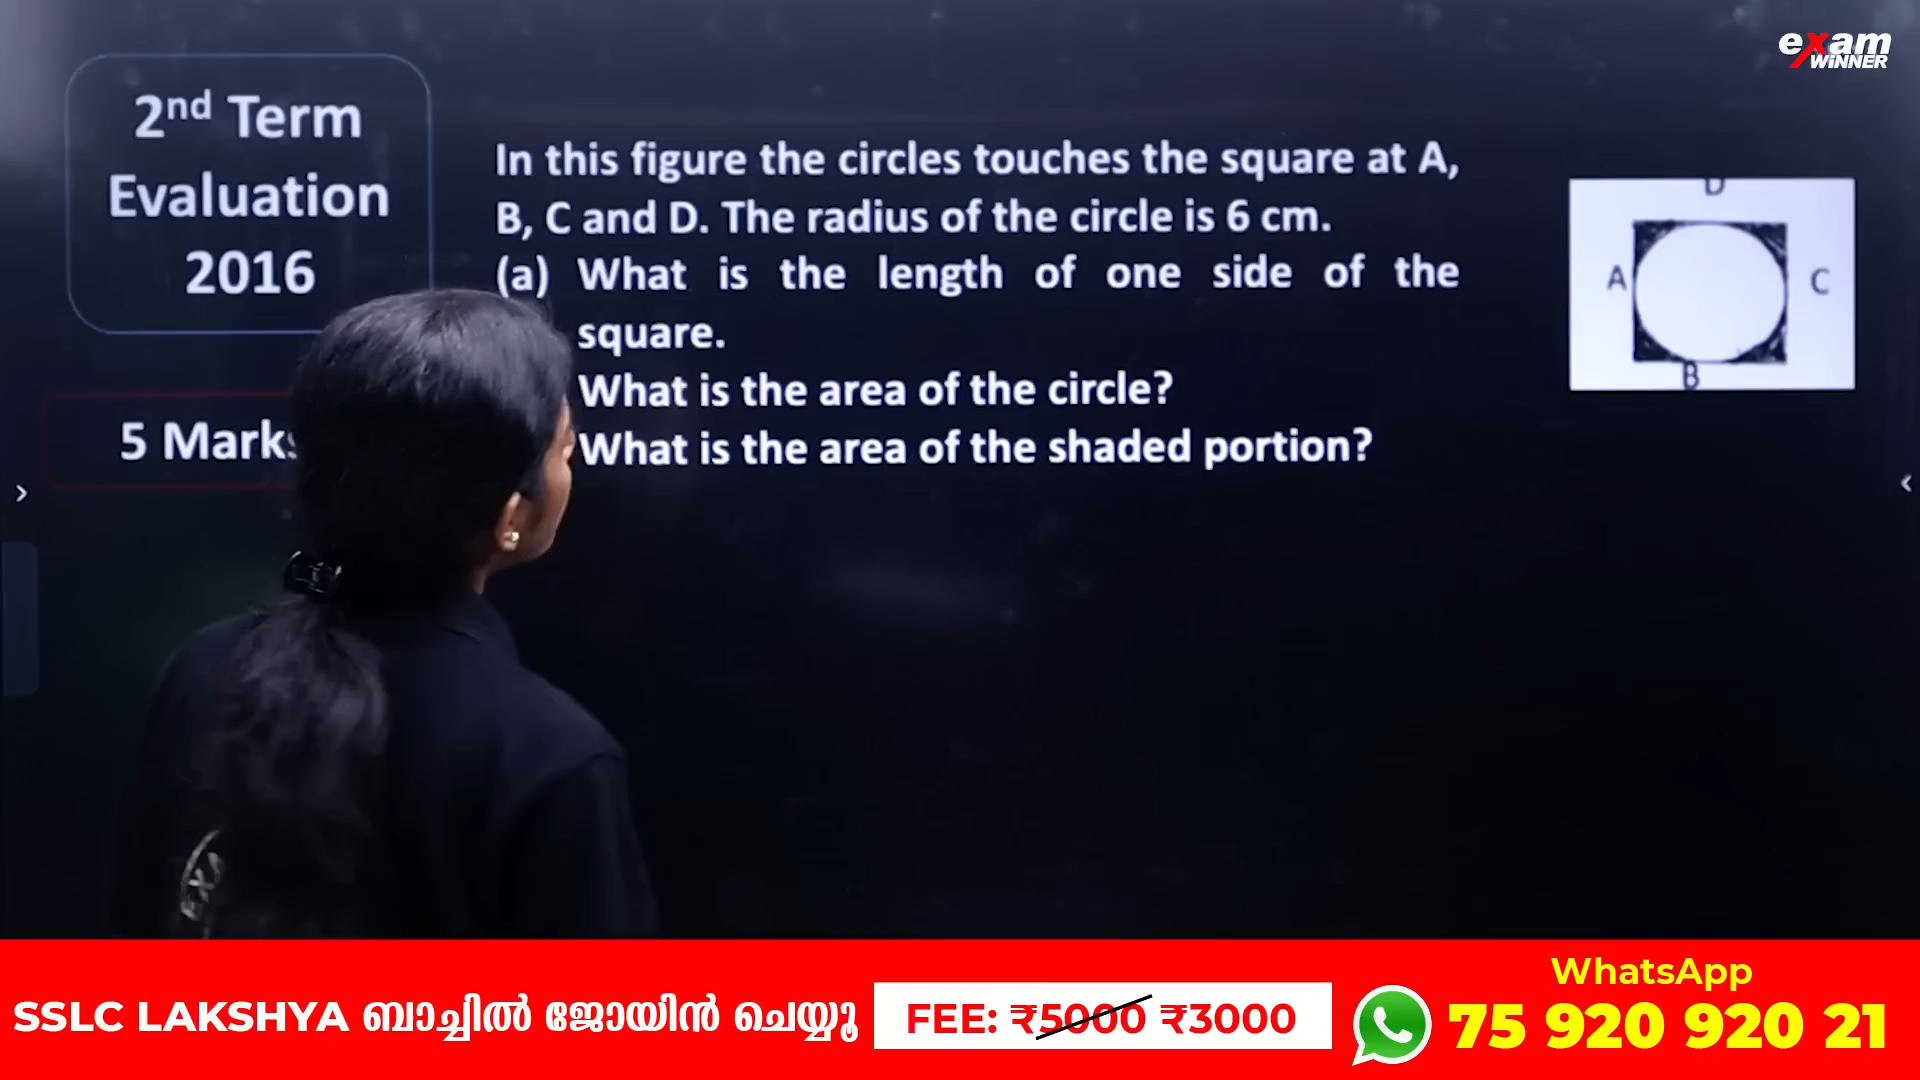 exam
WINNER
2nd Term
Evaluation
2016
5 Marks
In this figure the circles touches the square at A,
B, C and D. The radius of the circle is 6 cm.
(a) What is the length of one side of the
square.
What is the area of the circle?
What is the area of the shaded portion?
D
A
C
B
SSLC LAKSHYA ബാച്ചിൽ ജോയിൻ ചെയ്യൂ
FEE: ₹5000 ₹3000
WhatsApp
75 920 920 21